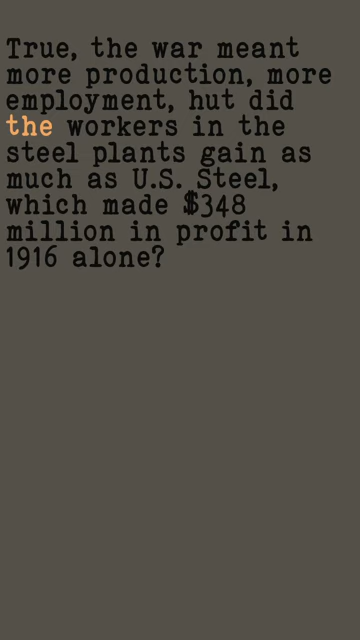 True, the war meant
more production, more
employment, hut did
the workers in the
steel plants gain as
much as U.S. Steel,
which made $348
million in profit in
1916 alone?